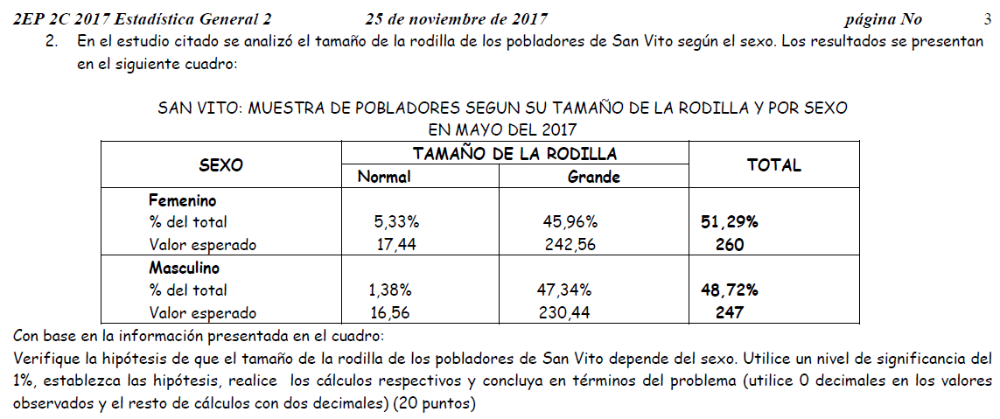 2EP 2C 2017 Estadística General 2 25 de noviembre de 2017 página No 3
2. En el estudio citado se analizó el tamaño de la rodilla de los pobladores de San Vito según el sexo. Los resultados se presentan
en el siguiente cuadro:
SAN VITO: MUESTRA DE POBLADORES SEGUN SU TAMAÑO DE LA RODILLA Y POR SEXO
EN MAYO DEL 2017
SEXO TAMAÑO DE LA RODILLA TOTAL
Normal Grande
Femenino
% del total 5,33% 45,96% 51,29%
Valor esperado 17,44 242,56 260
Masculino
% del total 1,38% 47,34% 48,72%
Valor esperado 16,56 230,44 247
Con base en la información presentada en el cuadro:
Verifique la hipótesis de que el tamaño de la rodilla de los pobladores de San Vito depende del sexo. Utilice un nivel de significancia del
1%, establezca las hipótesis, realice los cálculos respectivos y concluya en términos del problema (utilice 0 decimales en los valores
observados y el resto de cálculos con dos decimales) (20 puntos)